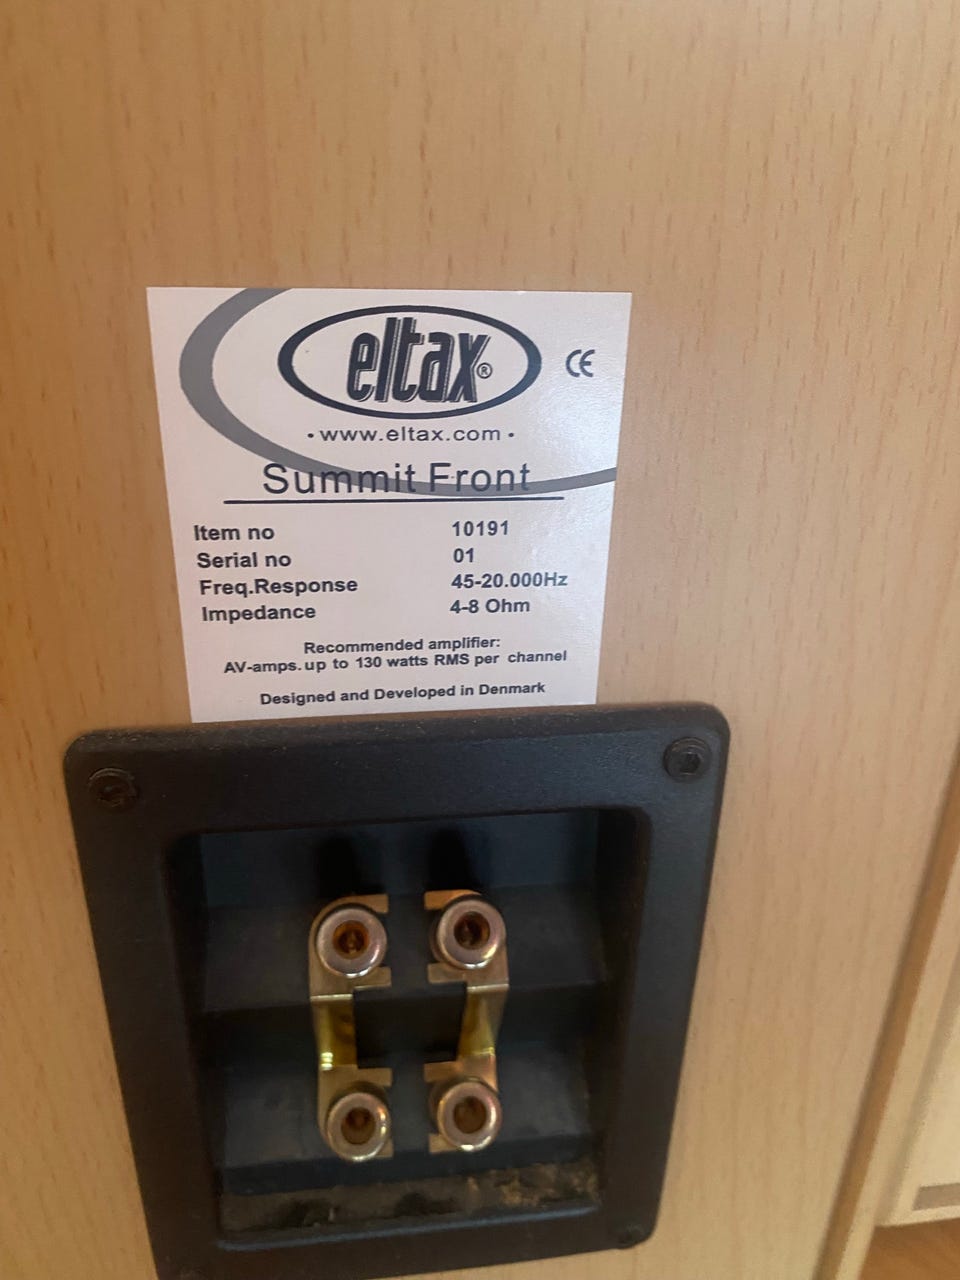 eltax®
CE
• www.eltax.com •
Summit Front
Item no 10191
Serial no 01
Freq.Response 45-20.000Hz
Impedance 4-8 Ohm
Recommended amplifier:
AV-amps.up to 130 watts RMS per channel
Designed and Developed in Denmark